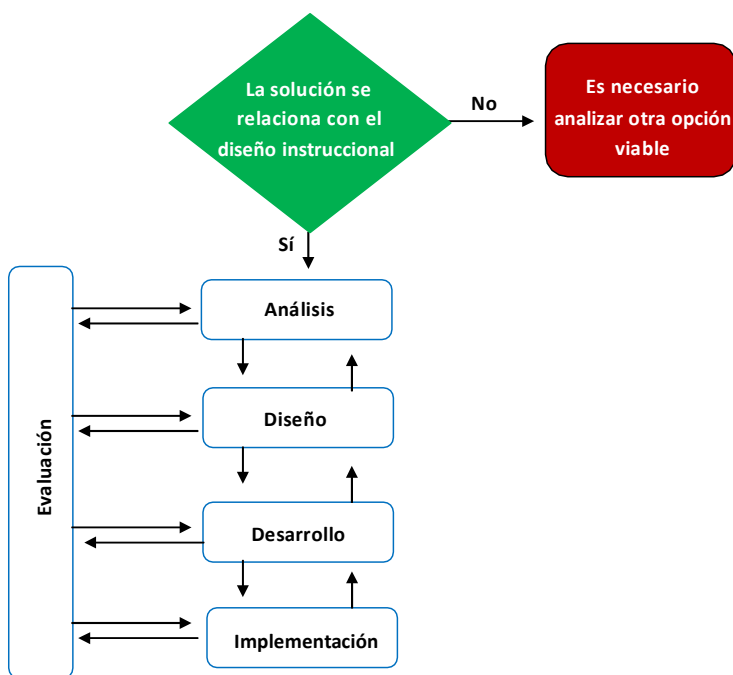 La solución se
relaciona con el
diseño instruccional
No
Es necesario
analizar otra opción
viable
Sí
Análisis
Diseño
Evaluación
Desarrollo
Implementación